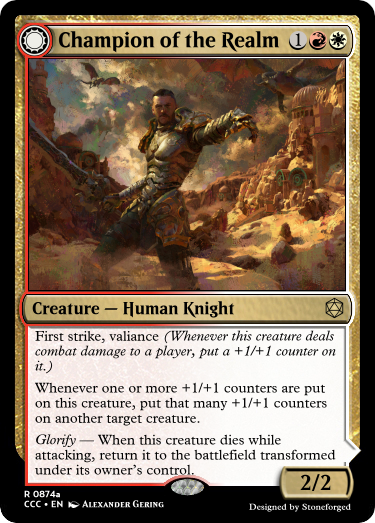 Champion of the Realm 1
Creature — Human Knight
First strike, valiance (Whenever this creature deals
combat damage to a player, put a +1/+1 counter on
it.)
Whenever one or more +1/+1 counters are put
on this creature, put that many +1/+1 counters
on another target creature.
Glorify — When this creature dies while
attacking, return it to the battlefield transformed
under its owner's control.
2/2
R 0874a
CCC • EN Alexander Gering
Designed by Stoneforged